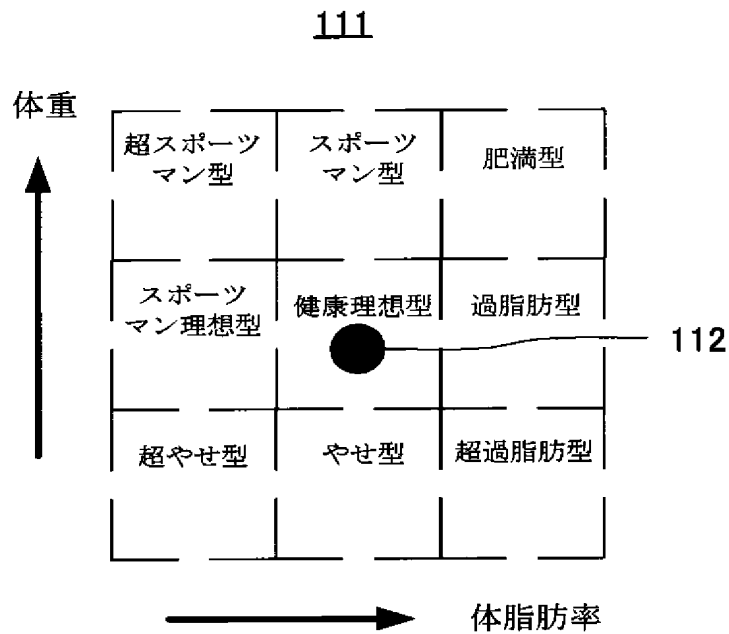 111
体重
超スポーツ
マン型
スポーツ
マン型
肥満型
スポーツ
マン理想型
健康理想型
過脂肪型
112
超やせ型
やせ型
超過脂肪型
体脂肪率